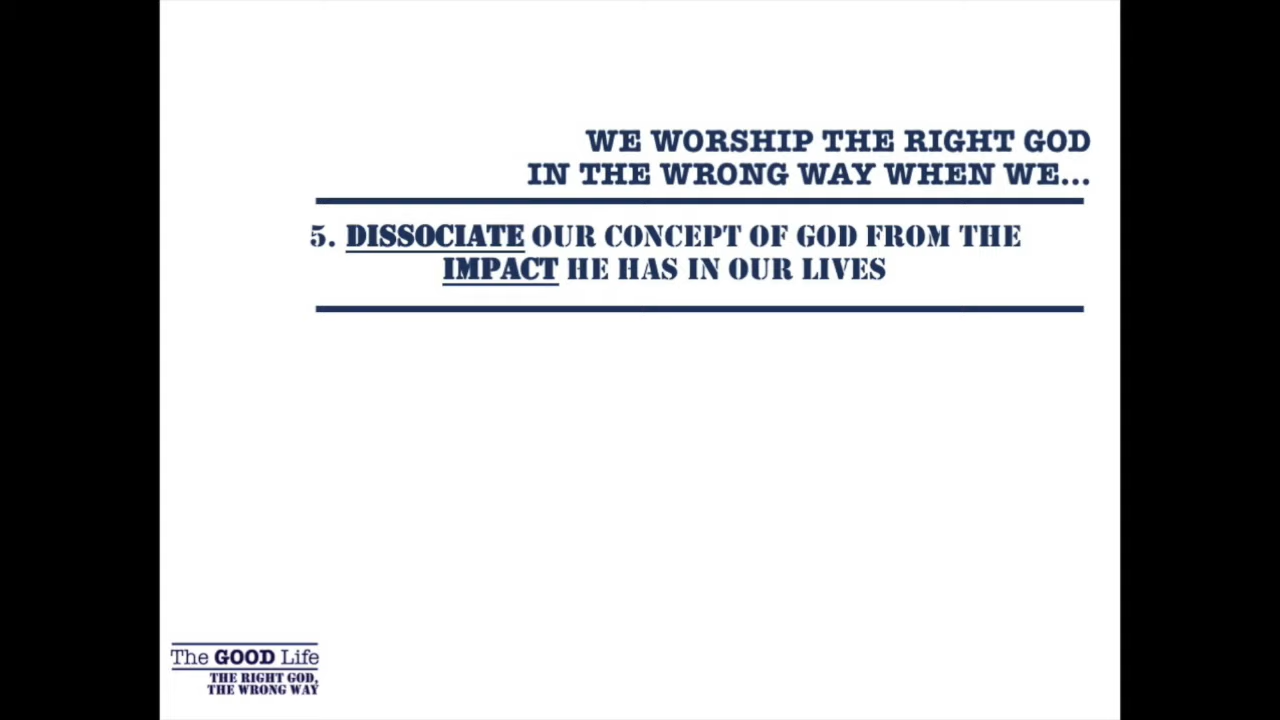 WE WORSHIP THE RIGHT GOD
IN THE WRONG WAY WHEN WE...
5. DISSOCIATE OUR CONCEPT OF GOD FROM THE
IMPACT HE HAS IN OUR LIVES
The GOOD Life
THE RIGHT GOD,
THE WRONG WAY